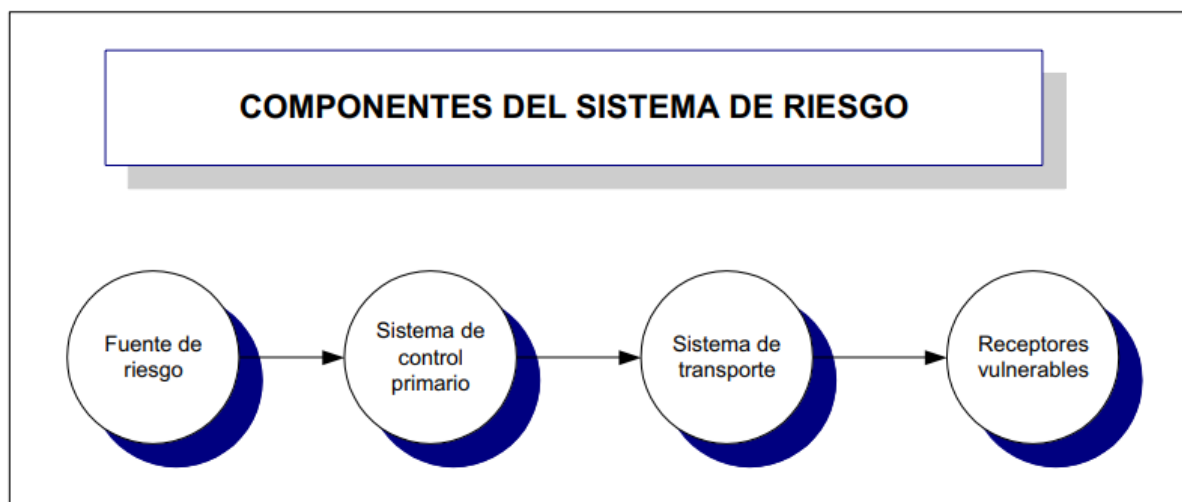 COMPONENTES DEL SISTEMA DE RIESGO
Fuente de
riesgo
Sistema de
control
primario
Sistema de
transporte
Receptores
vulnerables